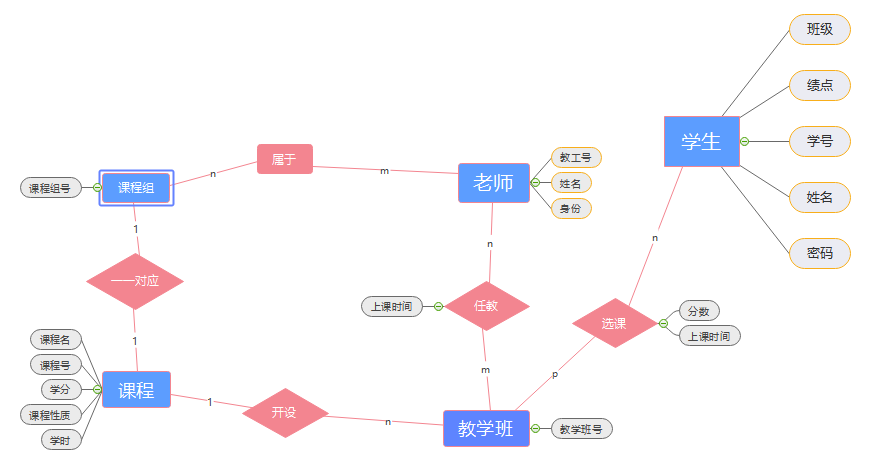 班级
绩点
学生
学号
姓名
密码
属于
n
m
课程组号
课程组
老师
教工号
姓名
身份
1
一一对应
1
n
n
上课时间
任教
选课
分数
上课时间
m
p
课程名
课程号
学分
课程性质
学时
课程
1
开设
n
教学班
教学班号